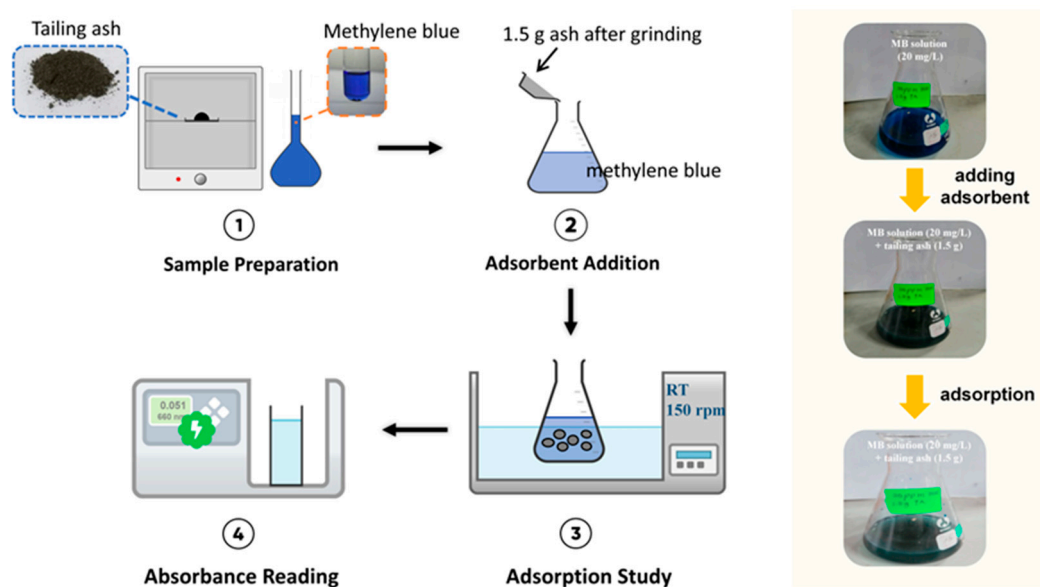 Tailing ash
Methylene blue
1.5 g ash after grinding
methylene blue
1
Sample Preparation
2
Adsorbent Addition
0.051
660 nm
RT
150 rpm
4
Absorbance Reading
3
Adsorption Study
MB solution
(20 mg/L)
adding
adsorbent
MB solution (20 mg/L)
+ tailing ash (1.5 g)
adsorption
MB solution (20 mg/L)
+ tailing ash (1.5 g)